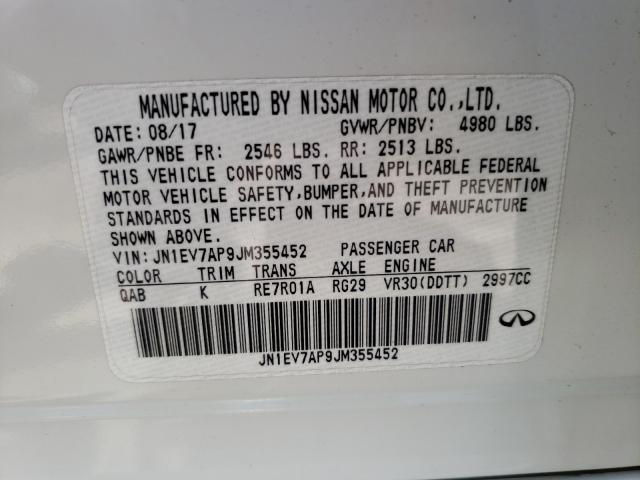 MANUFACTURED BY NISSAN MOTOR CO.,LTD.
DATE: 08/17 GVWR/PNBV: 4980 LBS.
GAWR/PNBE FR: 2546 LBS. RR: 2513 LBS.
THIS VEHICLE CONFORMS TO ALL APPLICABLE FEDERAL
MOTOR VEHICLE SAFETY,BUMPER,AND THEFT PREVENTION
STANDARDS IN EFFECT ON THE DATE OF MANUFACTURE
SHOWN ABOVE.
VIN: JN1EV7AP9JM355452 PASSENGER CAR
COLOR TRIM TRANS AXLE ENGINE
QAB K RE7R01A RG29 VR30(DDTT) 2997CC
JN1EV7AP9JM355452